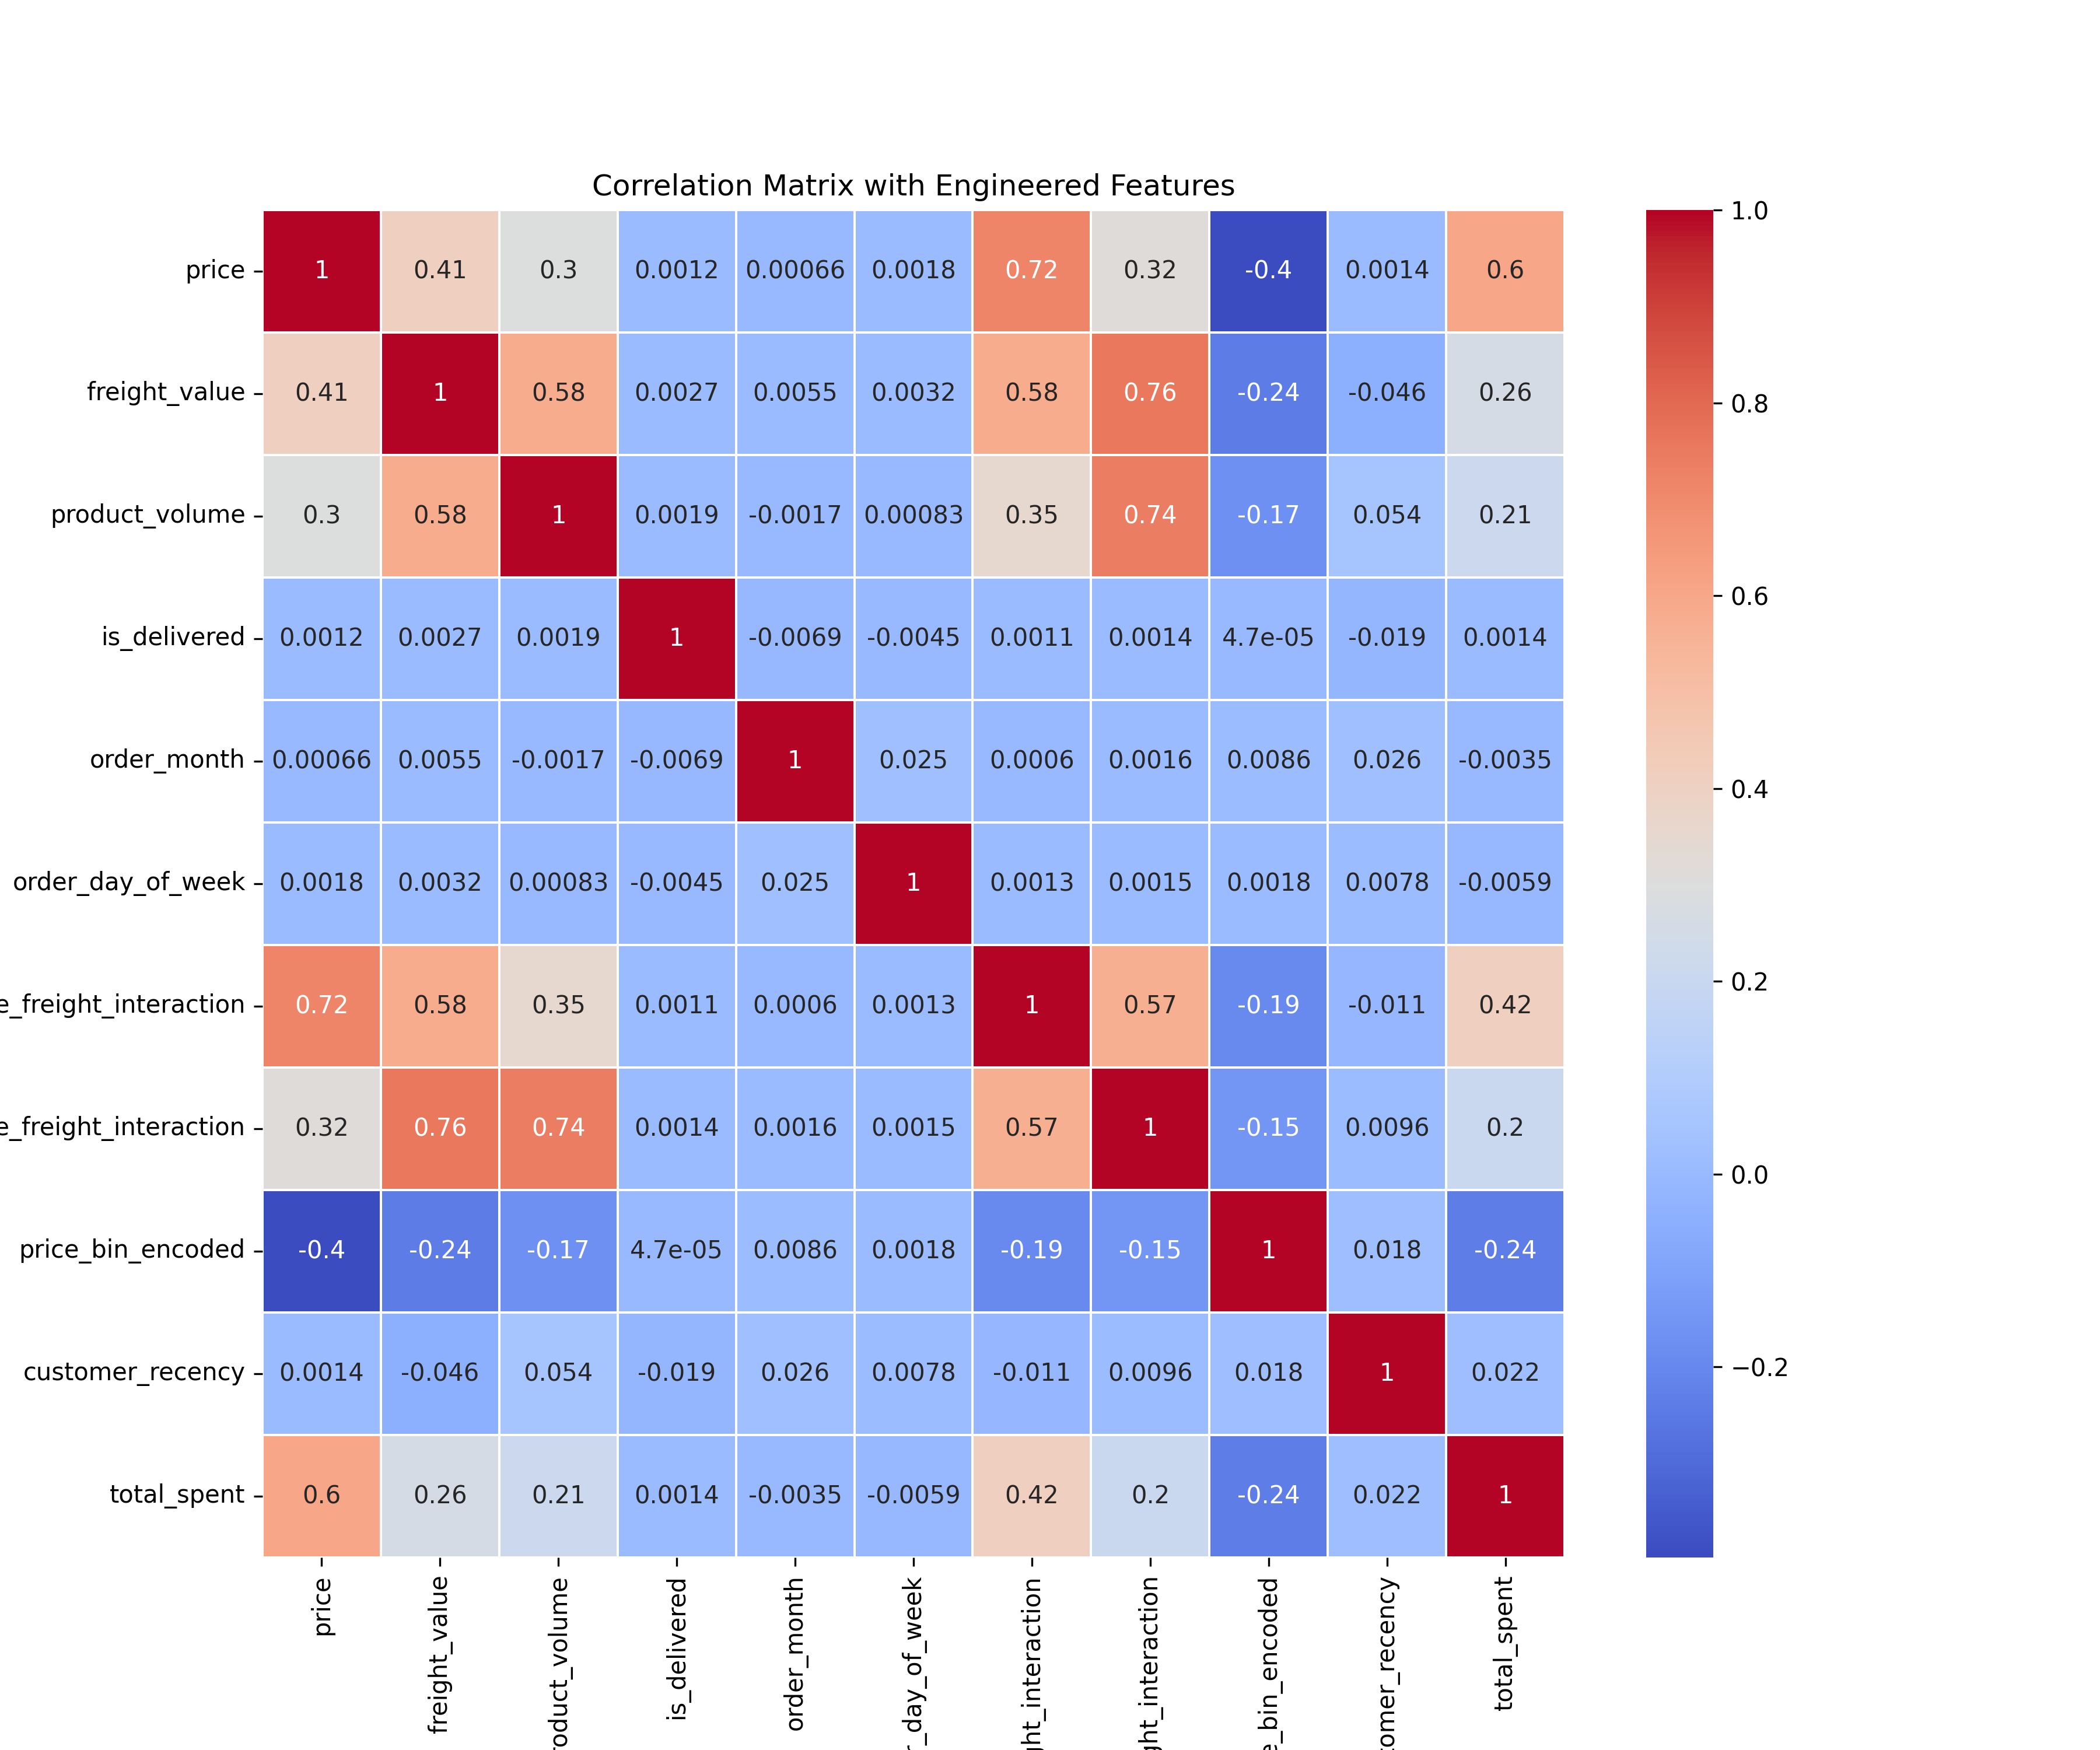 Correlation Matrix with Engineered Features
price 1 0.41 0.3 0.0012 0.00066 0.0018 0.72 0.32 -0.4 0.0014 0.6
freight_value 0.41 1 0.58 0.0027 0.0055 0.0032 0.58 0.76 -0.24 -0.046 0.26
product_volume 0.3 0.58 1 0.0019 -0.0017 0.00083 0.35 0.74 -0.17 0.054 0.21
is_delivered 0.0012 0.0027 0.0019 1 -0.0069 -0.0045 0.0011 0.0014 4.7e-05 -0.019 0.0014
order_month 0.00066 0.0055 -0.0017 -0.0069 1 0.025 0.0006 0.0016 0.0086 0.026 -0.0035
order_day_of_week 0.0018 0.0032 0.00083 -0.0045 0.025 1 0.0013 0.0015 0.0018 0.0078 -0.0059
e_freight_interaction 0.72 0.58 0.35 0.0011 0.0006 0.0013 1 0.57 -0.19 -0.011 0.42
e_freight_interaction 0.32 0.76 0.74 0.0014 0.0016 0.0015 0.57 1 -0.15 0.0096 0.2
price_bin_encoded -0.4 -0.24 -0.17 4.7e-05 0.0086 0.0018 -0.19 -0.15 1 0.018 -0.24
customer_recency 0.0014 -0.046 0.054 -0.019 0.026 0.0078 -0.011 0.0096 0.018 1 0.022
total_spent 0.6 0.26 0.21 0.0014 -0.0035 -0.0059 0.42 0.2 -0.24 0.022 1
price
freight_value
roduct_volume
is_delivered
order_month
r_day_of_week
ght_interaction
ght_interaction
e_bin_encoded
tomer_recency
total_spent
1.0
0.8
0.6
0.4
0.2
0.0
−0.2